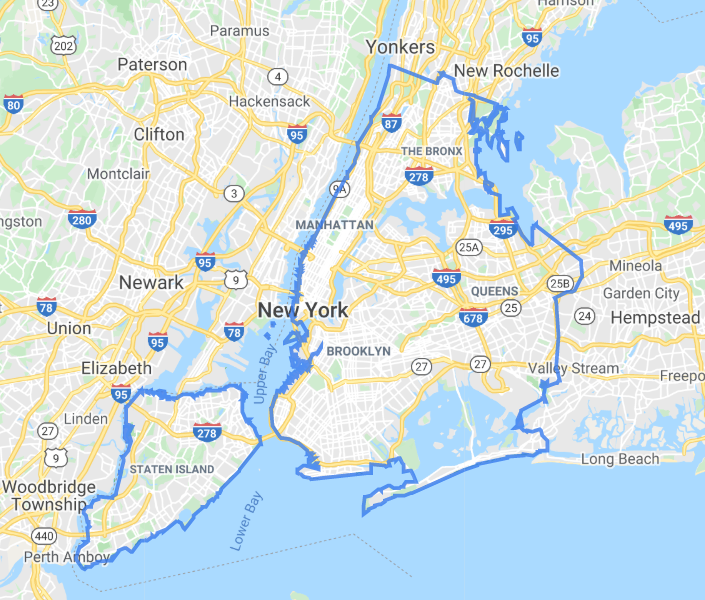 23
Harrison
Paramus
202
Yonkers
95
Paterson
4
New Rochelle
80
Hackensack
87
Clifton
95
THE BRONX
Montclair
278
3
9A
ngston
280
MANHATTAN
295
495
25A
95
Mineola
Newark
9
495
25B
QUEENS
Garden City
78
New York
25
Union
78
678
24
Hempstead
95
BROOKLYN
Elizabeth
27
27
Valley Stream
Upper Bay
Freepo
95
Linden
27
278
9
STATEN ISLAND
Long Beach
Woodbridge
Township
Lower Bay
440
Perth Amboy